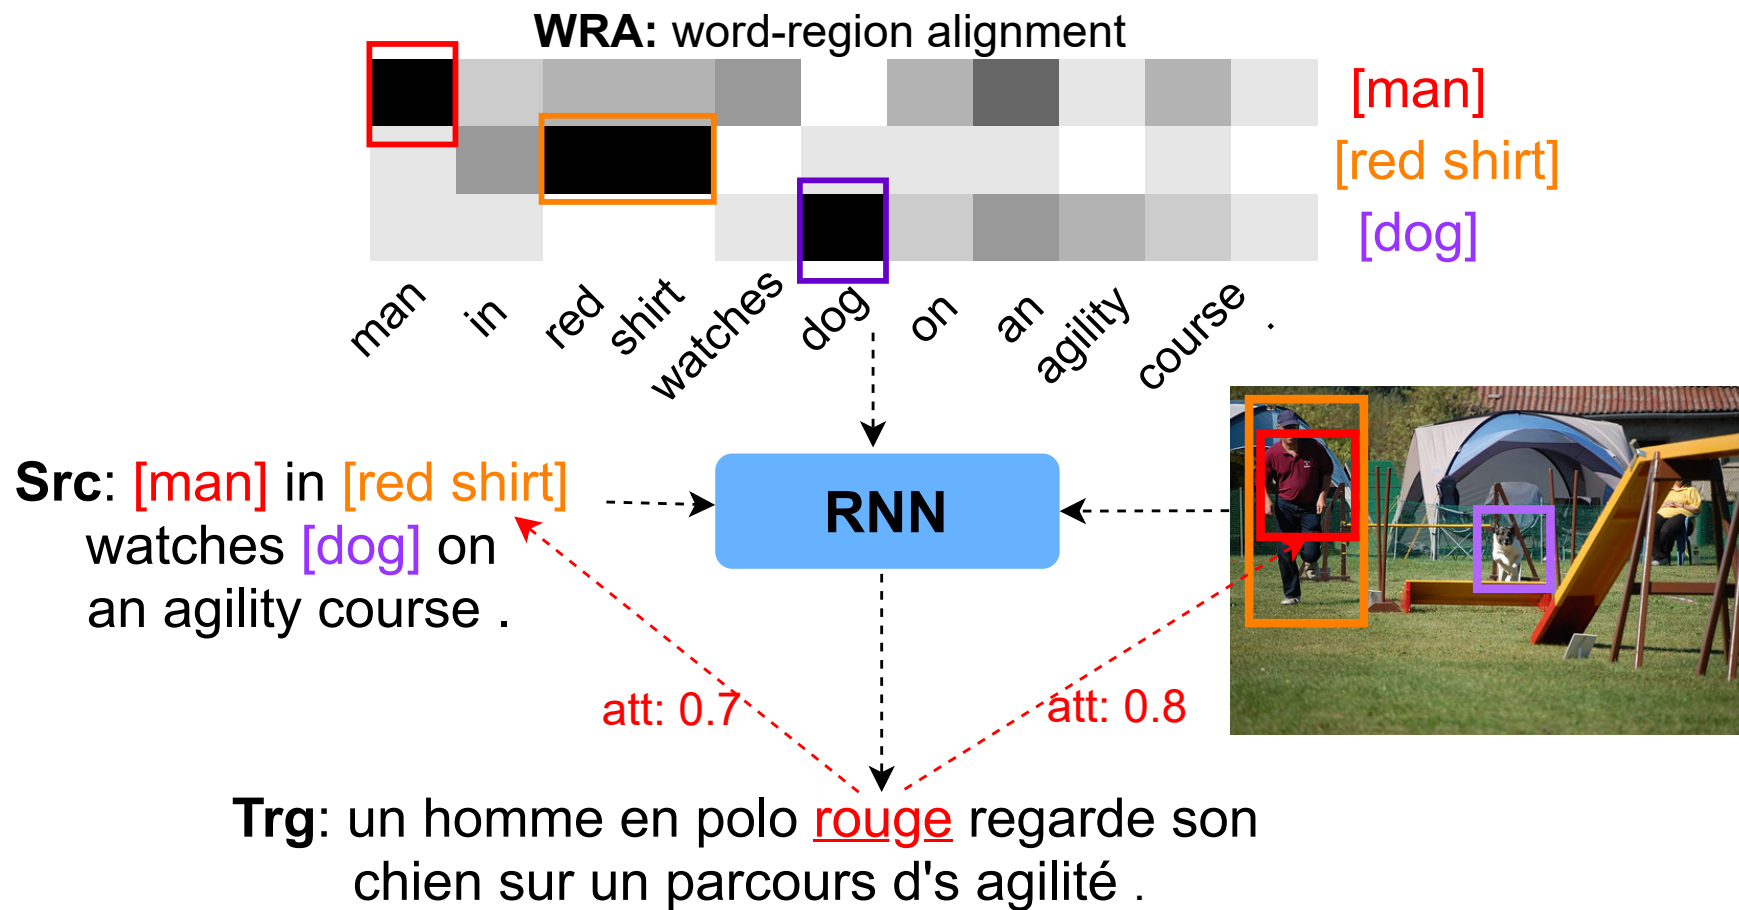 WRA: word-region alignment
[man]
[red shirt]
[dog]
man in red shirt watches dog on an agility course .
Src: [man] in [red shirt]
watches [dog] on
an agility course .
RNN
att: 0.7
att: 0.8
Trg: un homme en polo rouge regarde son
chien sur un parcours d's agilité .